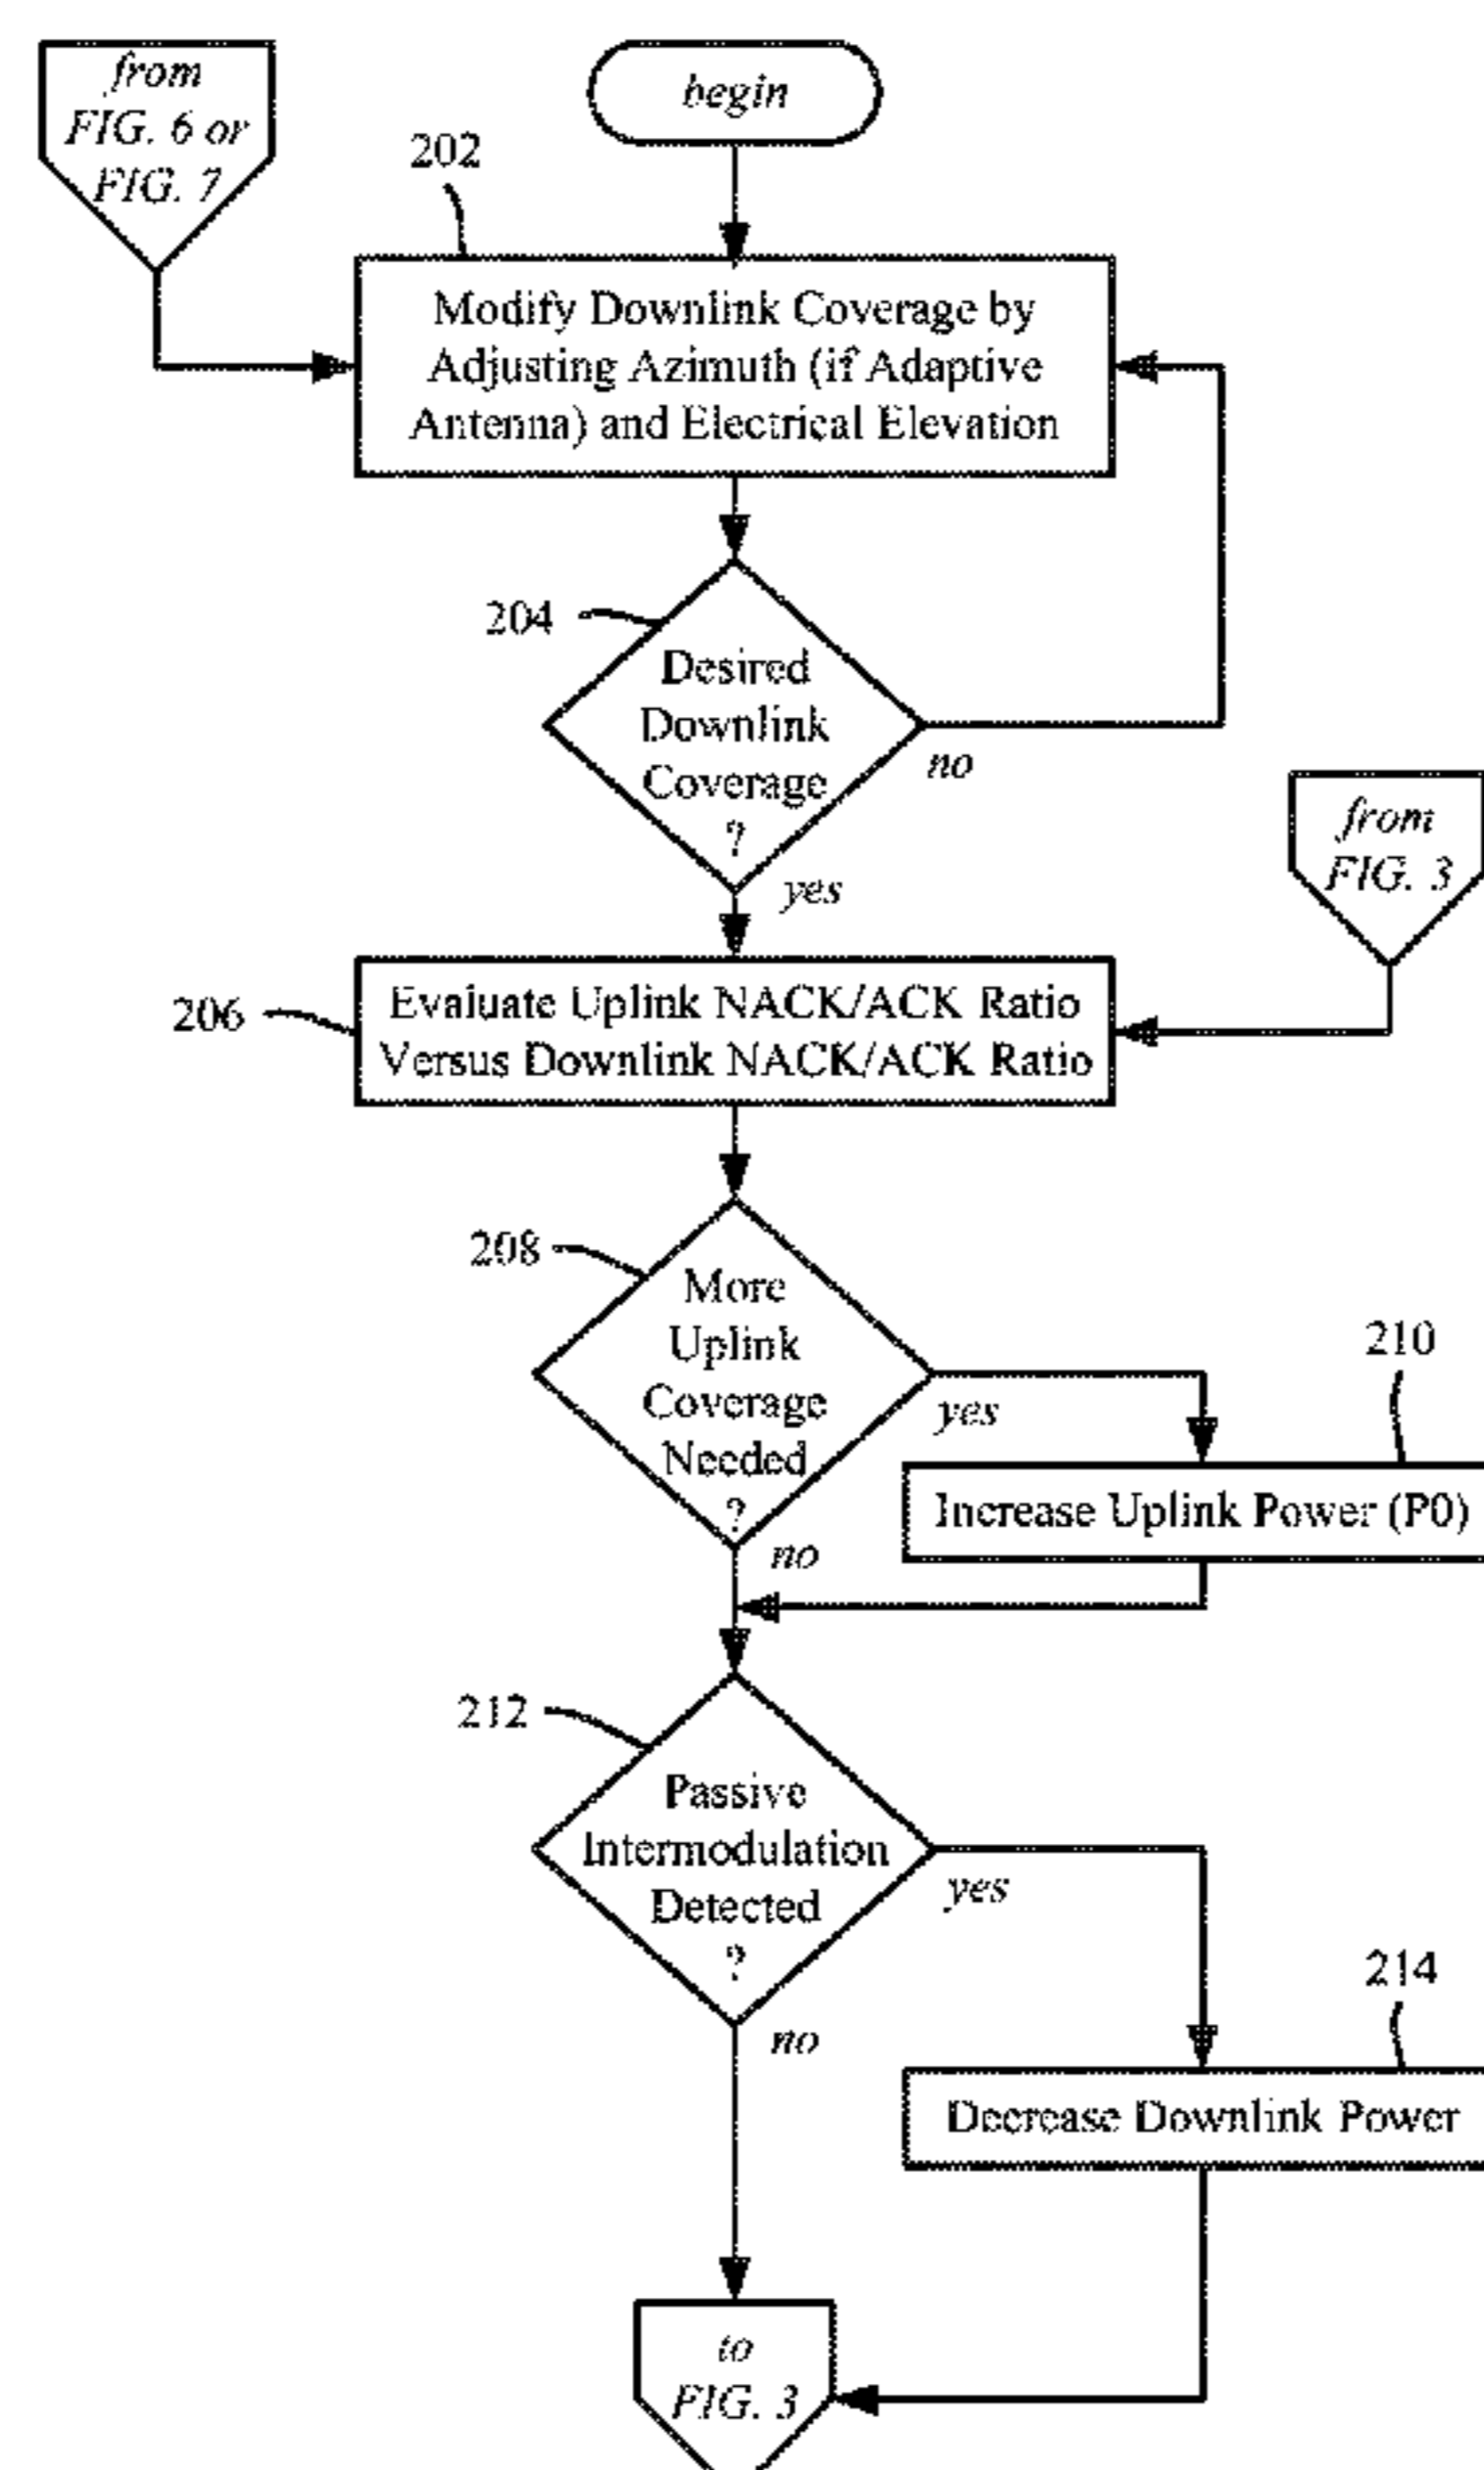 from
FIG. 6 or
FIG. 7
begin
202
Modify Downlink Coverage by
Adjusting Azimuth (if Adaptive
Antenna) and Electrical Elevation
204
Desired
Downlink
Coverage
?
no
yes
from
FIG. 3
206
Evaluate Uplink NACK/ACK Ratio
Versus Downlink NACK/ACK Ratio
208
More
Uplink
Coverage
Needed
?
yes
no
210
Increase Uplink Power (P0)
212
Passive
Intermodulation
Detected
?
yes
no
214
Decrease Downlink Power
to
FIG. 3